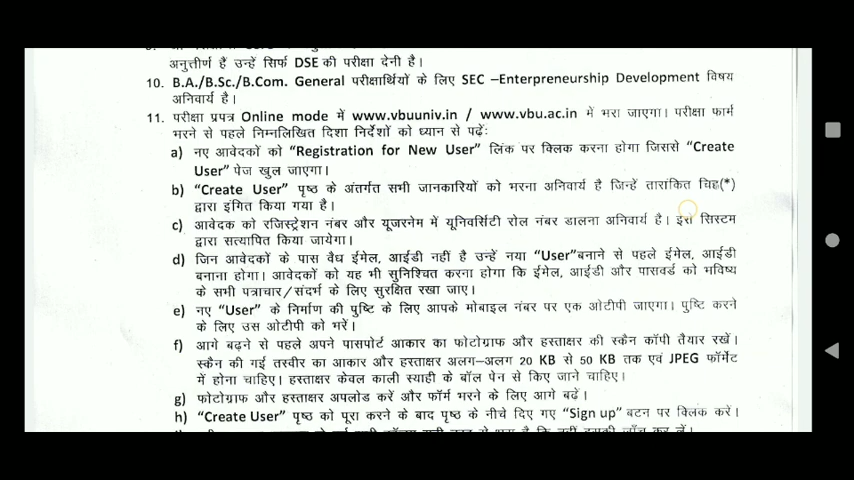 अनुत्तीर्ण हैं उन्हें सिर्फ DSE की परीक्षा देनी है।
10. B.A./B.Sc./B.Com. General परीक्षार्थियों के लिए SEC –Enterpreneurship Development विषय
अनिवार्य है।
11. परीक्षा प्रपत्र Online mode में www.vbuuniv.in / www.vbu.ac.in में भरा जाएगा। परीक्षा फार्म
भरने से पहले निम्नलिखित दिशा निर्देशों को ध्यान से पढ़ेंः
a) नए आवेदकों को “Registration for New User” लिंक पर क्लिक करना होगा जिससे “Create
User” पेज खुल जाएगा।
b) “Create User” पृष्ठ के अंतर्गत सभी जानकारियों को भरना अनिवार्य है जिन्हें तारांकित चिह्न(*)
द्वारा इंगित किया गया है।
c) आवेदक को रजिस्ट्रेशन नंबर और यूजरनेम में यूनिवर्सिटी रोल नंबर डालना अनिवार्य है। इसे सिस्टम
द्वारा सत्यापित किया जायेगा।
d) जिन आवेदकों के पास वैध ईमेल, आईडी नहीं है उन्हें नया “User”बनाने से पहले ईमेल, आईडी
बनाना होगा। आवेदकों को यह भी सुनिश्चित करना होगा कि ईमेल, आईडी और पासवर्ड को भविष्य
के सभी पत्राचार/संदर्भ के लिए सुरक्षित रखा जाए।
e) नए “User” के निर्माण की पुष्टि के लिए आपके मोबाइल नंबर पर एक ओटीपी जाएगा। पुष्टि करने
के लिए उस ओटीपी को भरें।
f) आगे बढ़ने से पहले अपने पासपोर्ट आकार का फोटोग्राफ और हस्ताक्षर की स्कैन कॉपी तैयार रखें।
स्कैन की गई तस्वीर का आकार और हस्ताक्षर अलग–अलग 20 KB से 50 KB तक एवं JPEG फॉर्मेट
में होना चाहिए। हस्ताक्षर केवल काली स्याही के बॉल पेन से किए जाने चाहिए।
g) फोटोग्राफ और हस्ताक्षर अपलोड करें और फॉर्म भरने के लिए आगे बढ़ें।
h) “Create User” पृष्ठ को पूरा करने के बाद पृष्ठ के नीचे दिए गए “Sign up” बटन पर क्लिक करें।